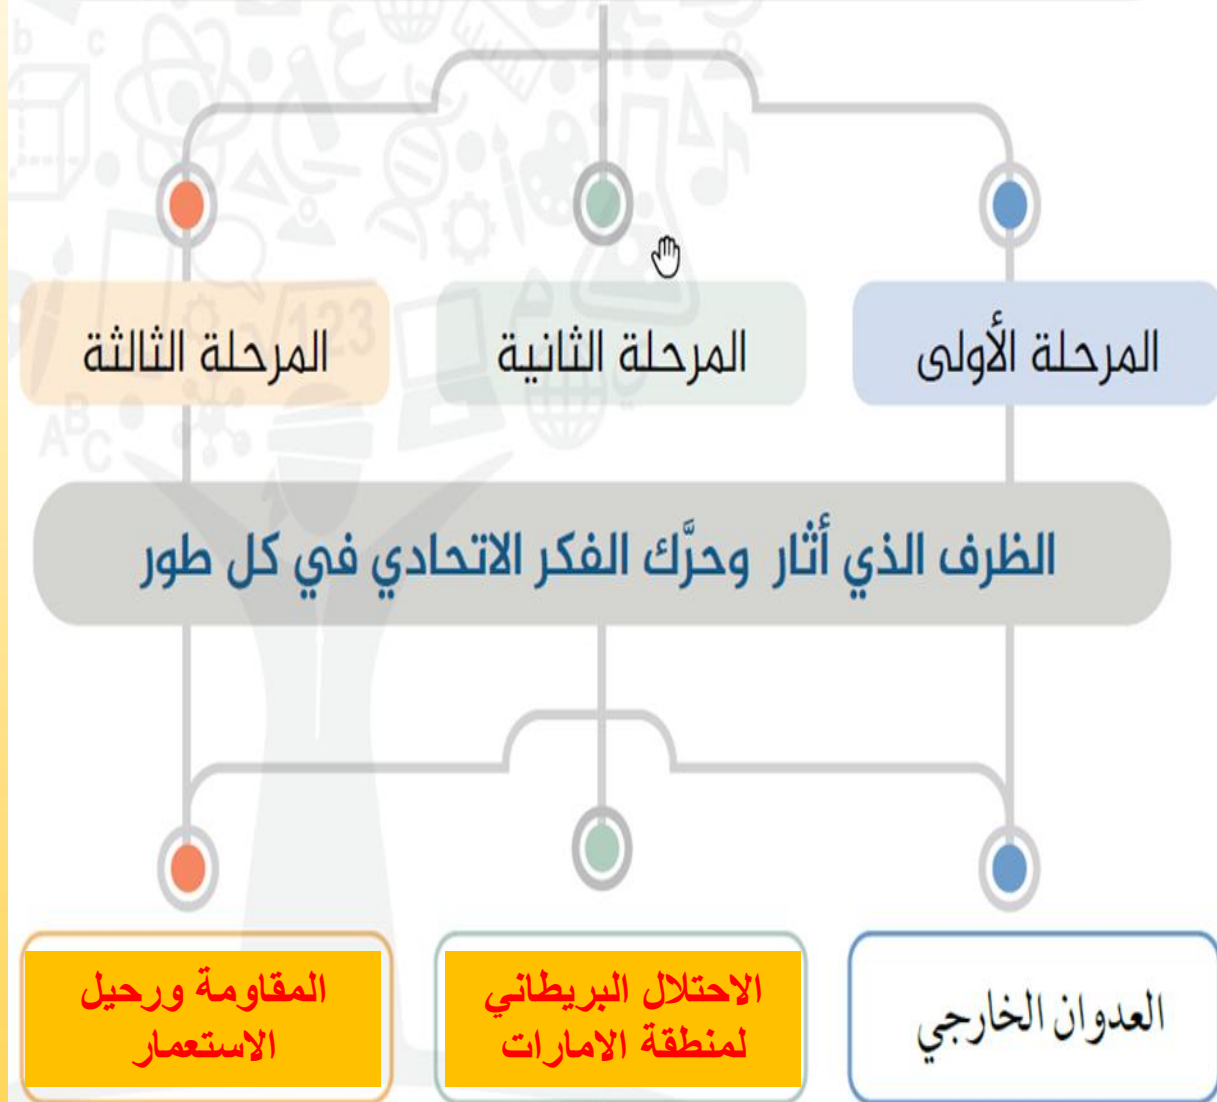 المرحلة الأولى
المرحلة الثانية
المرحلة الثالثة
الظرف الذي أثار وحرَّك الفكر الاتحادي في كل طور
العدوان الخارجي
الاحتلال البريطاني
لمنطقة الامارات
المقاومة ورحيل
الاستعمار
b
c
123
A
B
C